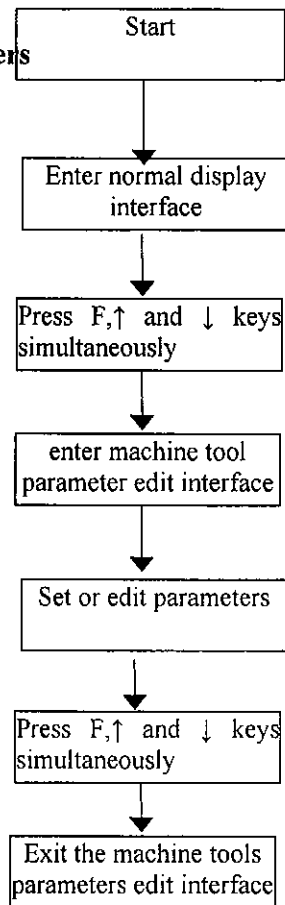 Start
ers
Enter normal display
interface
Press F,↑ and ↓ keys
simultaneously
enter machine tool
parameter edit interface
Set or edit parameters
Press F,↑ and ↓ keys
simultaneously
Exit the machine tools
parameters edit interface